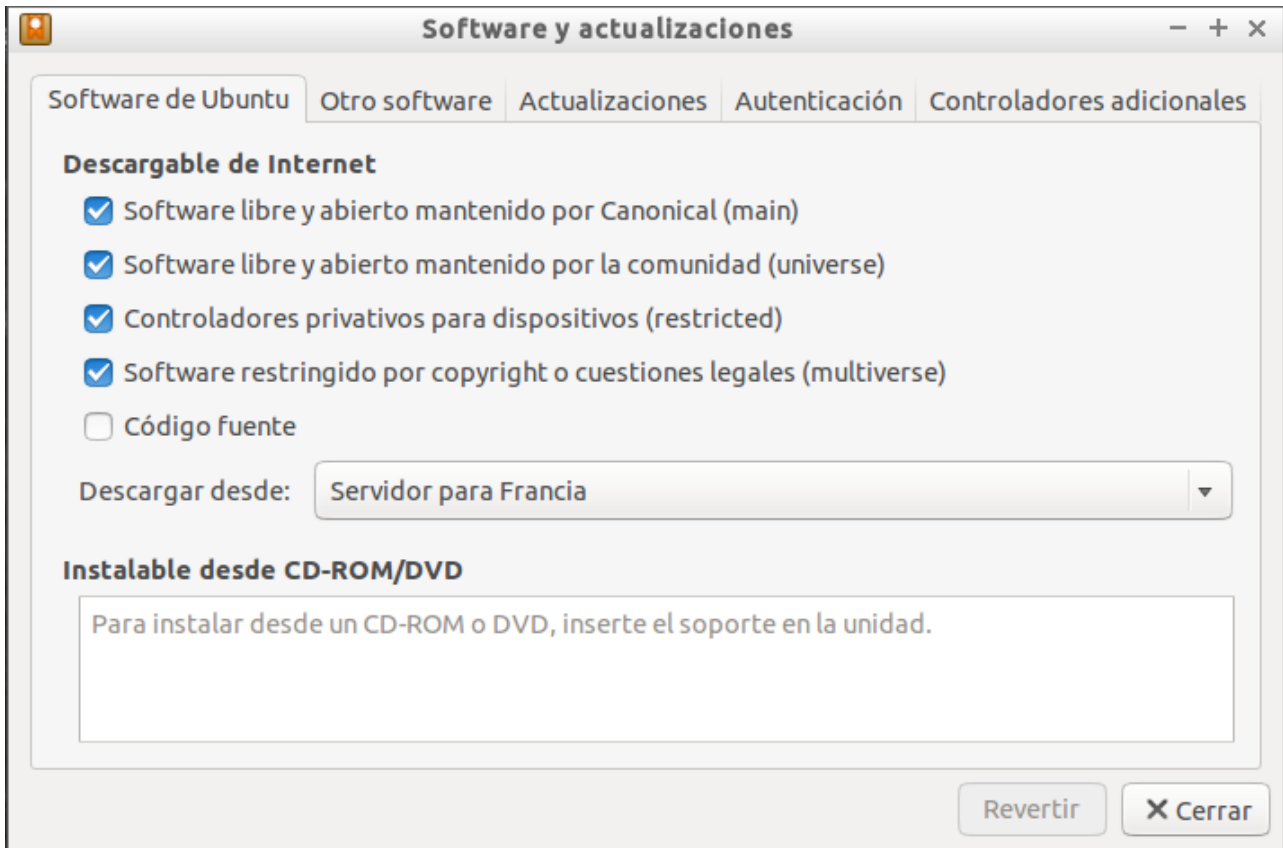 Software y actualizaciones
Software de Ubuntu Otro software Actualizaciones Autenticación Controladores adicionales
Descargable de Internet
Software libre y abierto mantenido por Canonical (main)
Software libre y abierto mantenido por la comunidad (universe)
Controladores privativos para dispositivos (restricted)
Software restringido por copyright o cuestiones legales (multiverse)
Código fuente
Descargar desde: Servidor para Francia
Instalable desde CD-ROM/DVD
Para instalar desde un CD-ROM o DVD, inserte el soporte en la unidad.
Revertir Cerrar